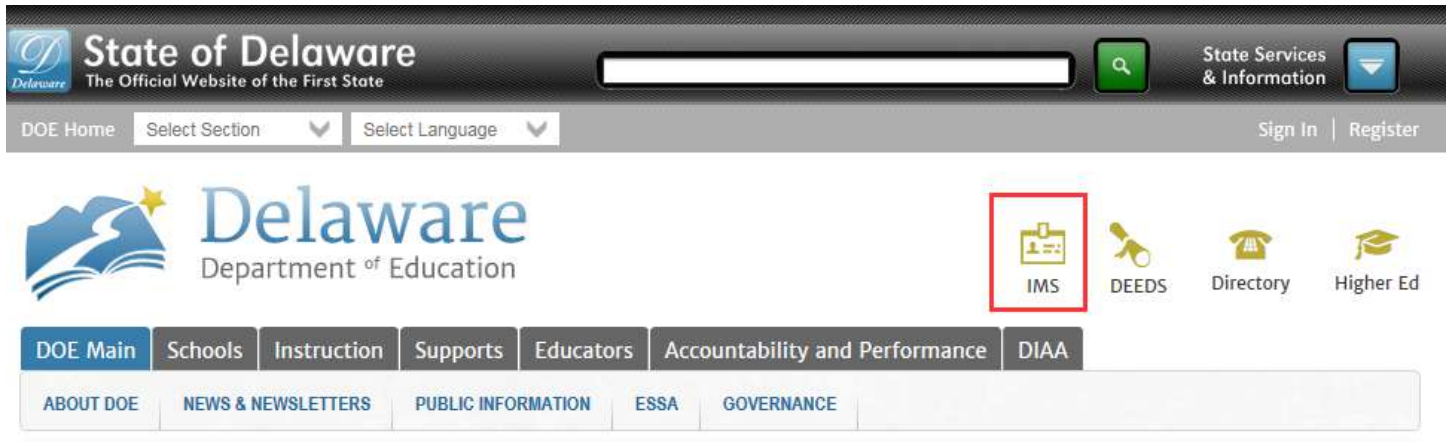 State of Delaware
The Official Website of the First State
Delaware
State Services
& Information
DOE Home Select Section Select Language Sign In | Register
Delaware
Department of Education
IMS DEEDS Directory Higher Ed
DOE Main Schools Instruction Supports Educators Accountability and Performance DIAA
ABOUT DOE NEWS & NEWSLETTERS PUBLIC INFORMATION ESSA GOVERNANCE